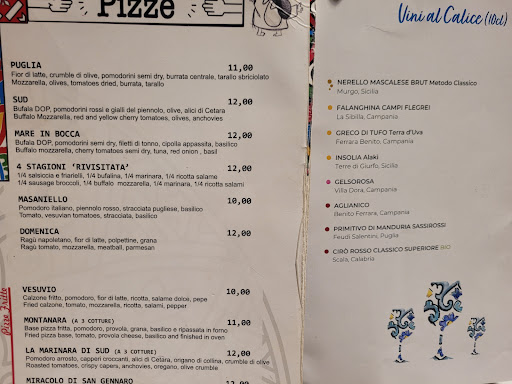 Pizze
PUGLIA 11,00
Fior di latte, crumble di olive, pomodorini semi dry, burrata centrale, tarallo sbriciolato
Mozzarella, olives, tomatoes dried, burrata, tarallo
SUD 12,00
Bufala DOP, pomodorini rossi e gialli del piennolo, olive, alici di Cetara
Buffalo Mozzarella, red and yellow cherry tomatoes, olives, anchovies
MARE IN BOCCA 12,00
Bufala DOP, pomodorini semi dry, filetti di tonno, cipolla appassita, basilico
Buffalo mozzarella, cherry tomatoes semi dry, tuna, red onion , basil
4 STAGIONI ‘RIVISITATA’ 12,00
1/4 salsiccia e friarielli, 1/4 bufalina, 1/4 marinara, 1/4 ricotta salame
1/4 sausage broccoli, 1/4 buffalo mozzarella, 1/4 marinara, 1/4 ricotta salami
MASANIELLO 10,00
Pomodoro italiano, piennolo rosso, stracciata pugliese, basilico
Tomato, vesuvian tomatoes, stracciata, basilico
DOMENICA 12,00
Ragù napoletano, fior di latte, polpettine, grana
Ragù tomato, mozzarella, meatball, parmesan
Pizze Fritte
VESUVIO 10,00
Calzone fritto, pomodoro, fior di latte, ricotta, salame dolce, pepe
Fried calzone, tomato, mozzarella, ricotta, salami, pepper
MONTANARA (A 3 COTTURE) 11,00
Base pizza fritta, pomodoro, provola, grana, basilico e ripassata in forno
Fried pizza base, tomato, provola cheese, basilico and finished in oven
LA MARINARA DI SUD (A 3 COTTURE) 12,00
Pomodoro arrosto, capperi croccanti, alici di Cetara, origano di collina, crumble di olive
Roasted tomatoes, crispy capers, anchovies, oregano, olive crumble
MIRACOLO DI SAN GENNARO 12,00
Vini al Calice (10cl)
NERELLO MASCALESE BRUT Metodo Classico
Murgo, Sicilia
FALANGHINA CAMPI FLEGREI
La Sibilla, Campania
GRECO DI TUFO Terra d'Uva
Ferrara Benito, Campania
INSOLIA Alaki
Terre di Giurfo, Sicilia
GELSOROSA
Villa Dora, Campania
AGLIANICO
Benito Ferrara, Campania
PRIMITIVO DI MANDURIA SASSIROSSI
Feudi Salentini, Puglia
CIRÒ ROSSO CLASSICO SUPERIORE BIO
Scala, Calabria